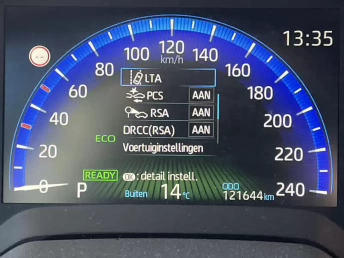 13:35
0
20
40
60
80
100
120
140
160
180
200
220
240
km/h
LTA
PCS AAN
RSA AAN
DRCC(RSA) AAN
Voertuiginstellingen
ECO
READY
P
OK : detail instell.
Buiten 14 °C
ODO
121644 km